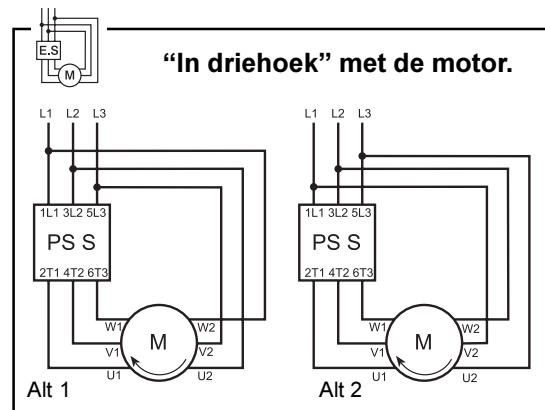 E.S
M
“In driehoek” met de motor.
L1 L2 L3
1L1 3L2 5L3
PS S
2T1 4T2 6T3
W1 W2
M
V1 V2
U1 U2
Alt 1
L1 L2 L3
1L1 3L2 5L3
PS S
2T1 4T2 6T3
W1 W2
M
V1 V2
U1 U2
Alt 2